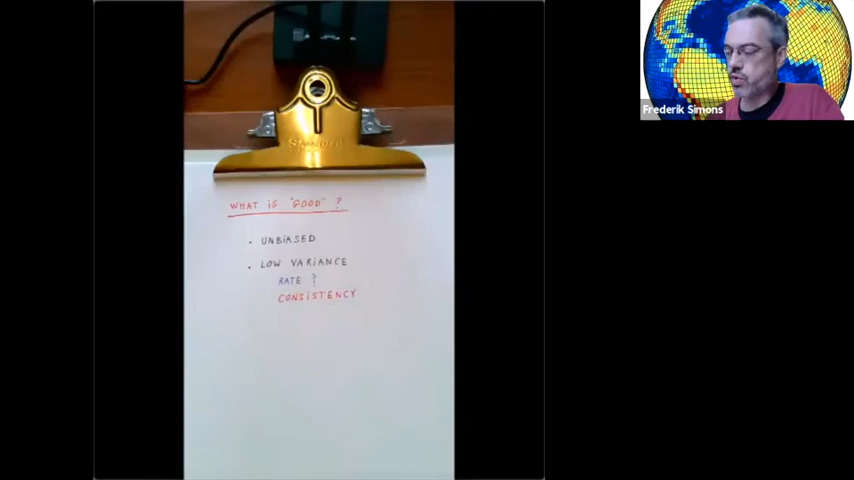 Frederik Simons
WHAT IS "GOOD" ?
• UNBIASED
• LOW VARIANCE
RATE ?
CONSISTENCY